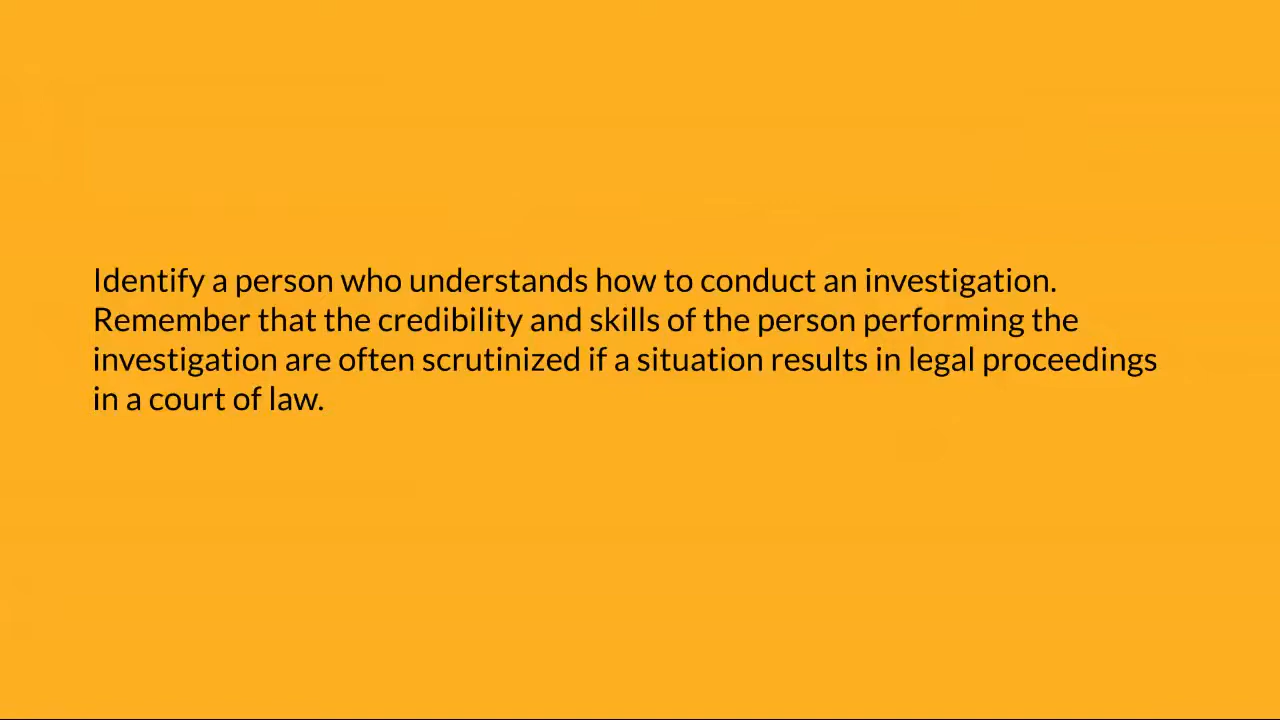 Identify a person who understands how to conduct an investigation.
Remember that the credibility and skills of the person performing the
investigation are often scrutinized if a situation results in legal proceedings
in a court of law.